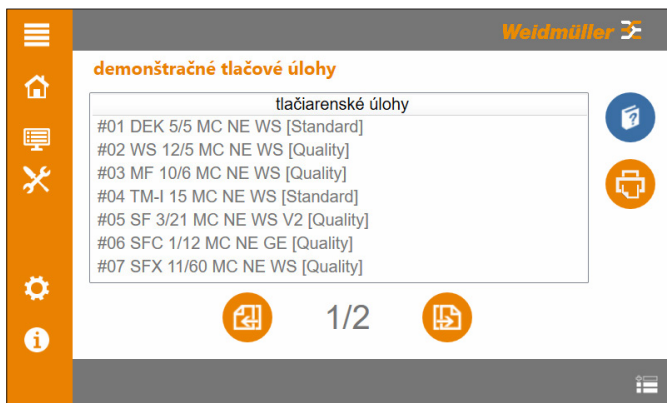 Weidmüller
demonštračné tlačové úlohy
tlačiarenské úlohy
#01 DEK 5/5 MC NE WS [Standard]
#02 WS 12/5 MC NE WS [Quality]
#03 MF 10/6 MC NE WS [Quality]
#04 TM-I 15 MC NE WS [Standard]
#05 SF 3/21 MC NE WS V2 [Quality]
#06 SFC 1/12 MC NE GE [Quality]
#07 SFX 11/60 MC NE WS [Quality]
1/2